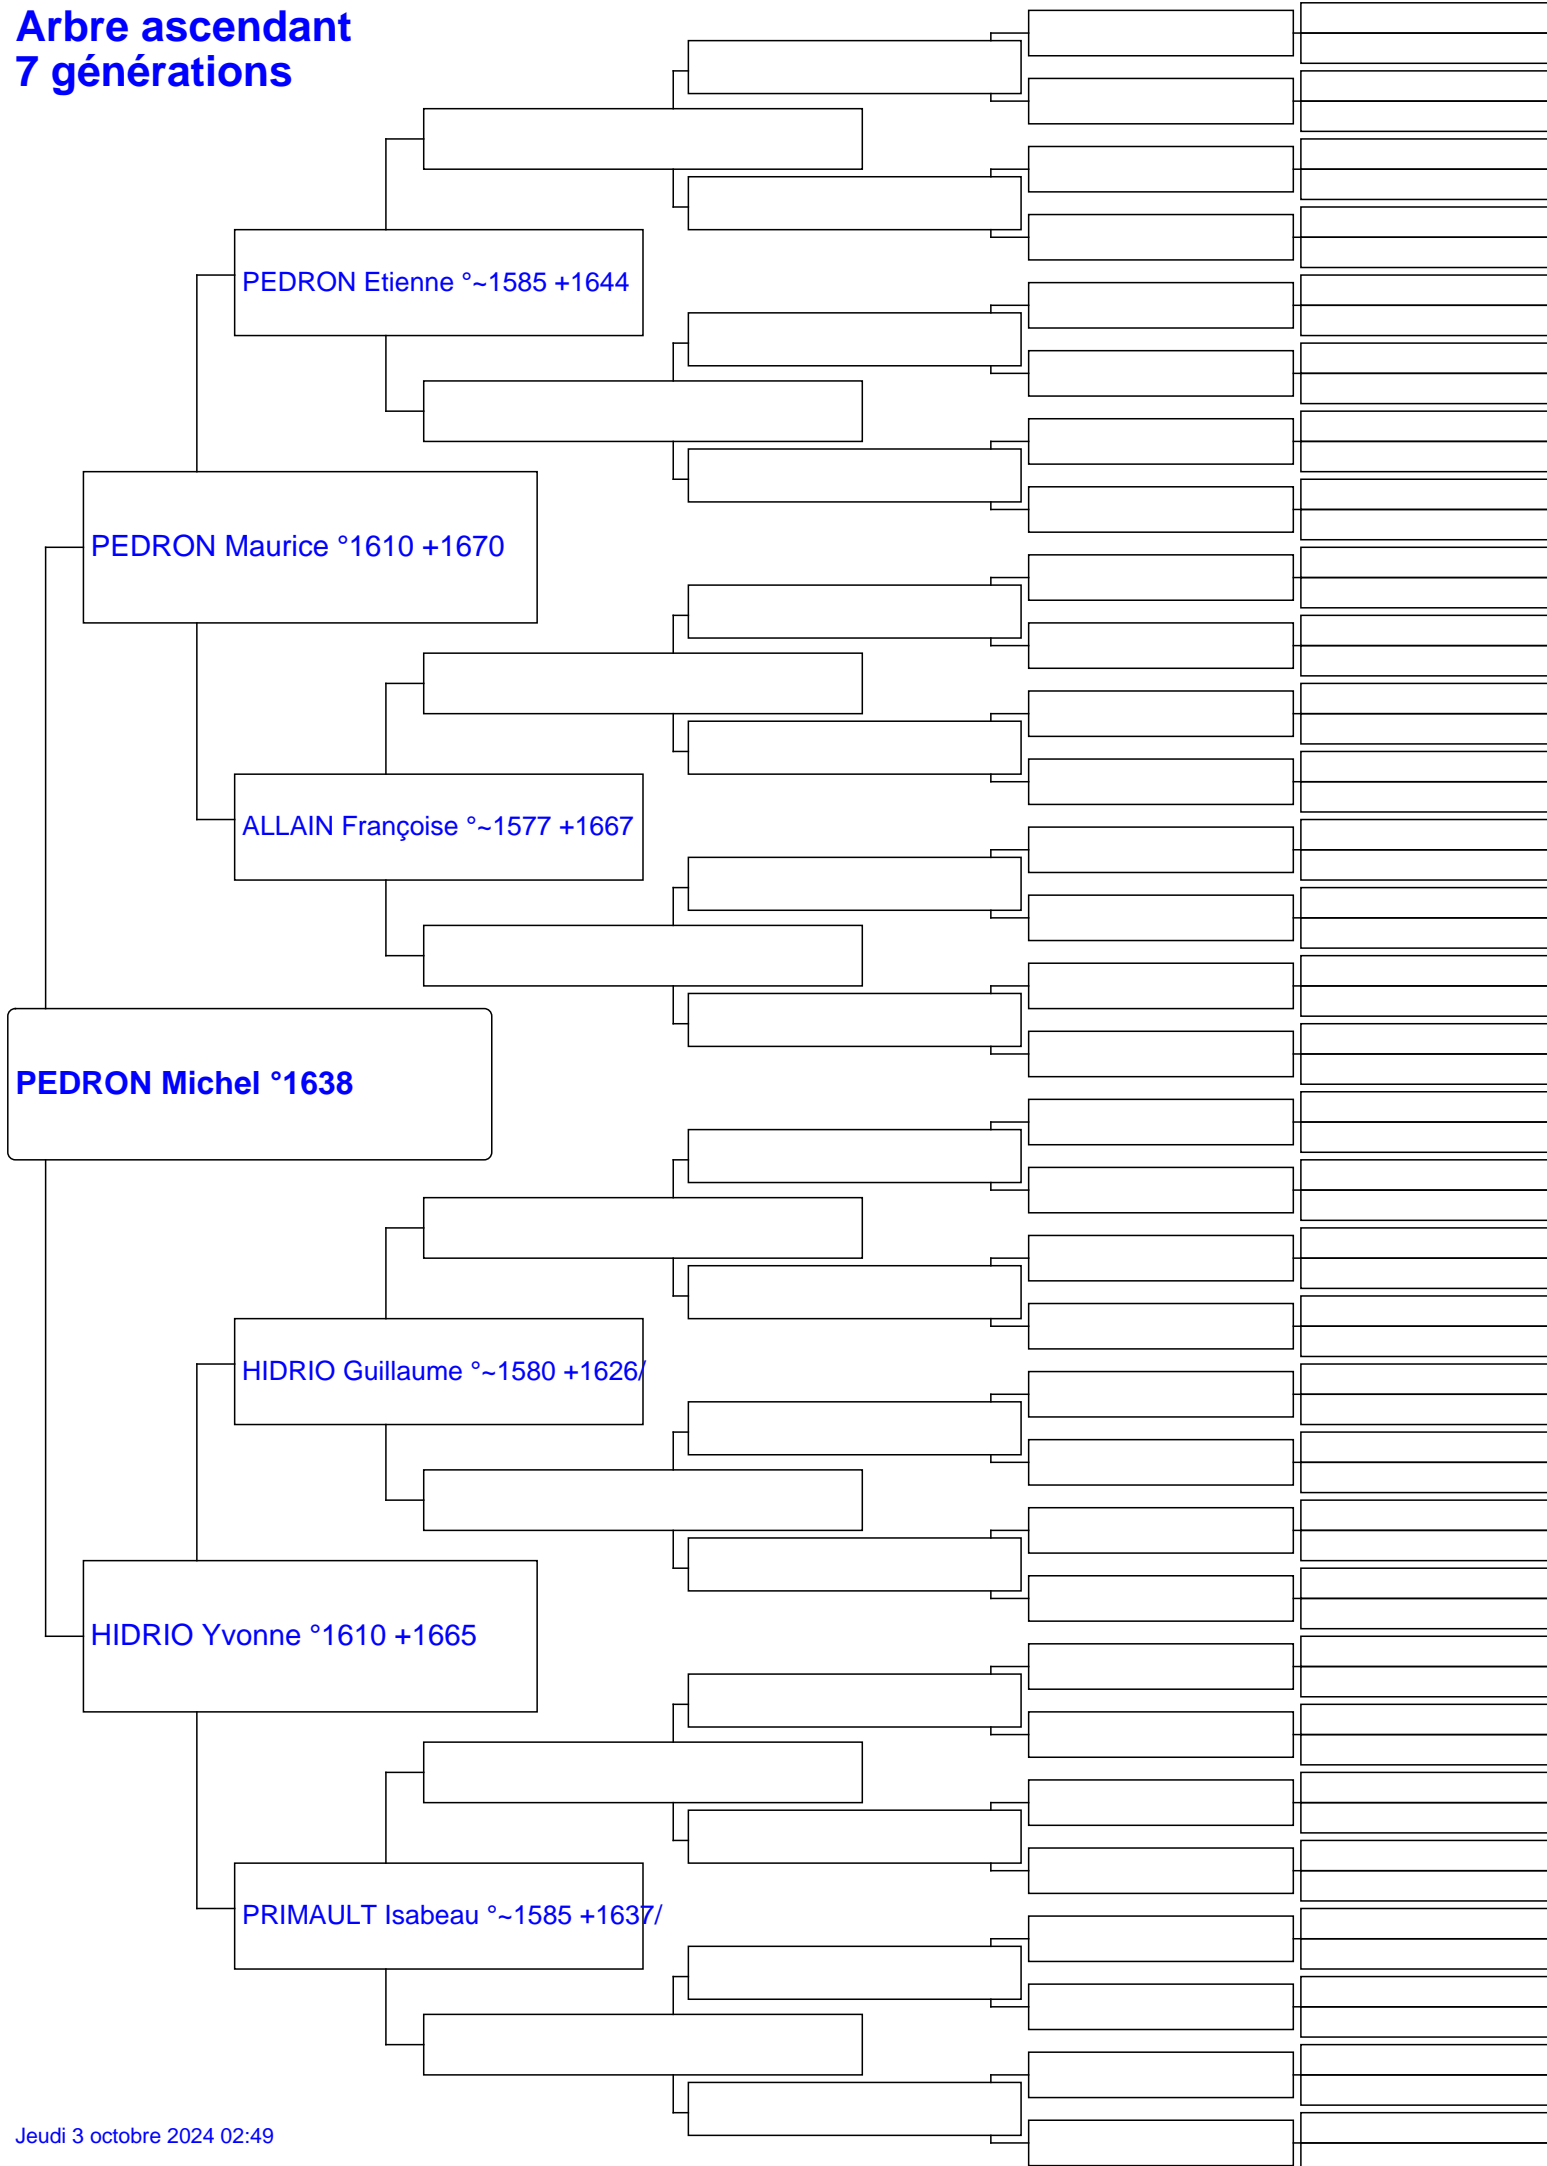 Arbre ascendant
7 générations
PEDRON Etienne °~1585 +1644
PEDRON Maurice °1610 +1670
ALLAIN Françoise °~1577 +1667
PEDRON Michel °1638
HIDRIO Guillaume °~1580 +1626/
HIDRIO Yvonne °1610 +1665
PRIMAULT Isabeau °~1585 +1637/
Jeudi 3 octobre 2024 02:49